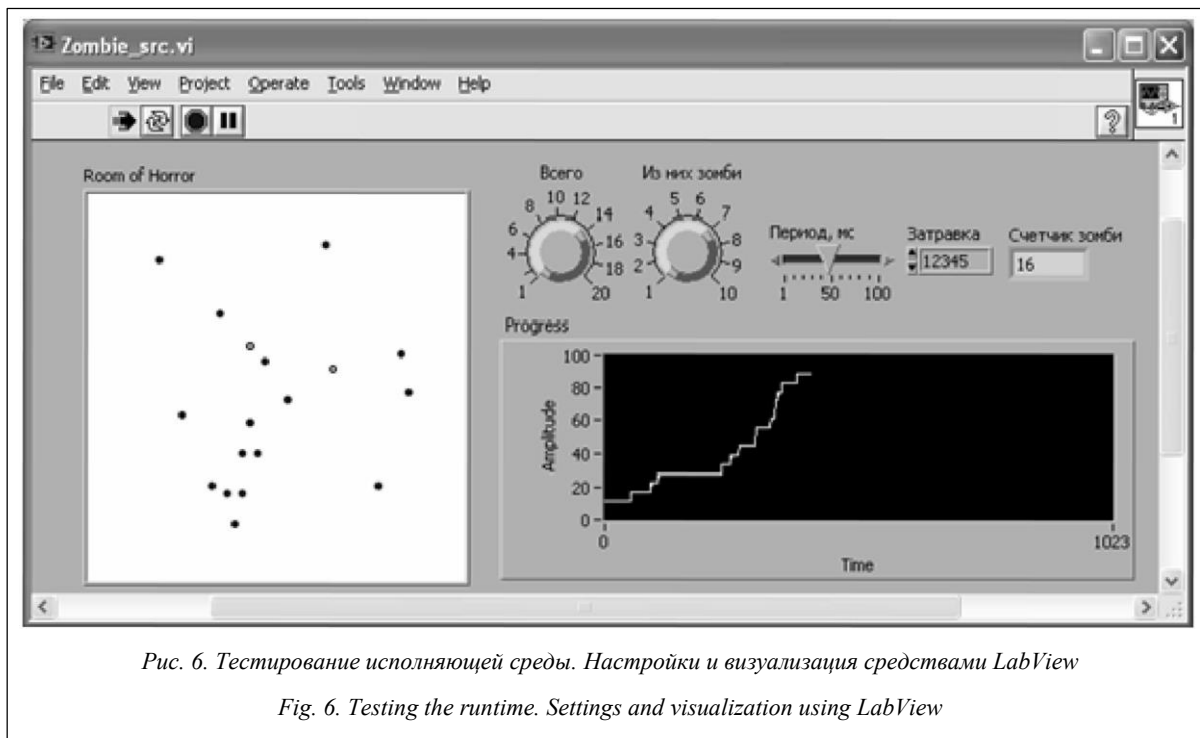 Zombie_src.vi
File Edit View Project Operate Tools Window Help
?
1
Room of Horror
Всего
1 4 6 8 10 12 14 16 18 20
Из них зомби
1 2 3 4 5 6 7 8 9 10
Период, мс
1 50 100
Затравка
12345
Счетчик зомби
16
Progress
Amplitude
100
80
60
40
20
0
0 1023
Time
Рис. 6. Тестирование исполняющей среды. Настройки и визуализация средствами LabView
Fig. 6. Testing the runtime. Settings and visualization using LabView